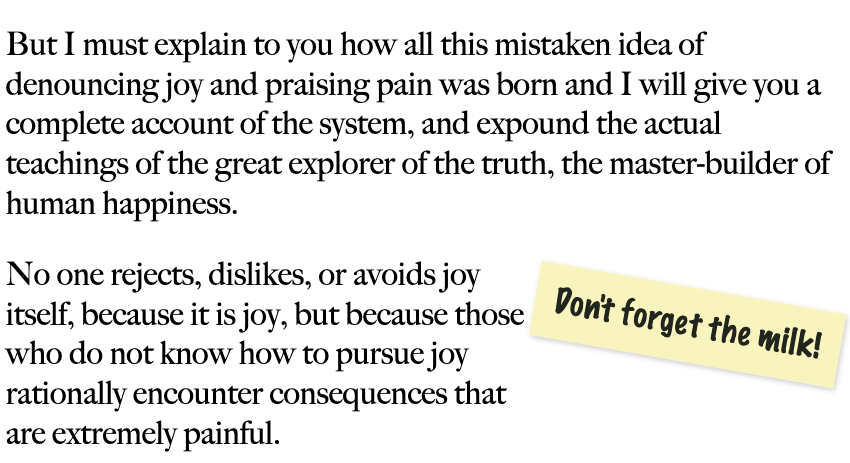 But I must explain to you how all this mistaken idea of
denouncing joy and praising pain was born and I will give you a
complete account of the system, and expound the actual
teachings of the great explorer of the truth, the master-builder of
human happiness.
No one rejects, dislikes, or avoids joy
itself, because it is joy, but because those
who do not know how to pursue joy
rationally encounter consequences that
are extremely painful.
Don't forget the milk!